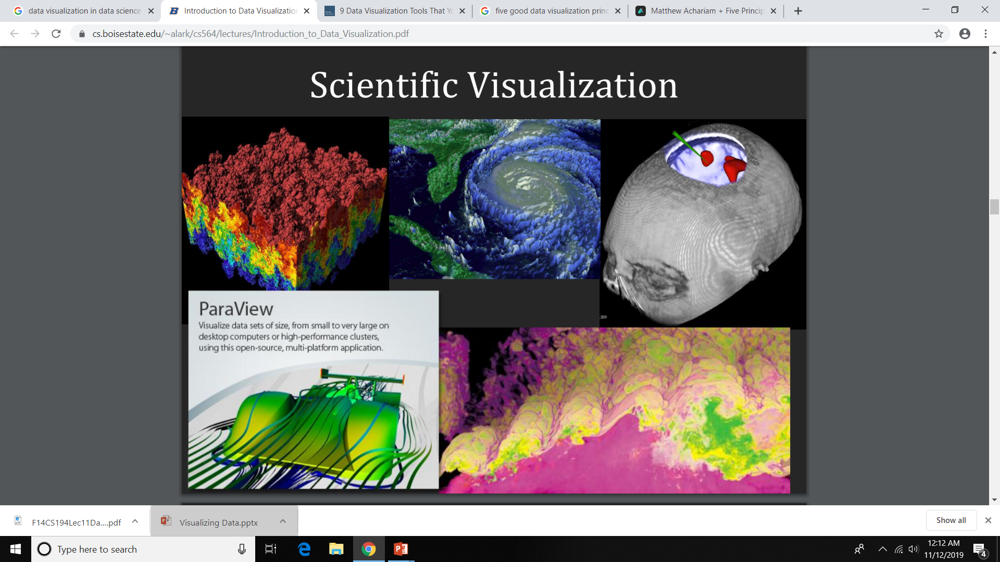 data visualization in data science
Introduction to Data Visualization
9 Data Visualization Tools That Yo
five good data visualization princ
Matthew Achariam + Five Princip
cs.boisestate.edu/~alark/cs564/lectures/Introduction_to_Data_Visualization.pdf
Scientific Visualization
.359
ParaView
Visualize data sets of size, from small to very large on
desktop computers or high-performance clusters,
using this open-source, multi-platform application.
F14CS194Lec11Da....pdf
Visualizing Data.pptx
Show all
Type here to search
12:12 AM
11/12/2019
4